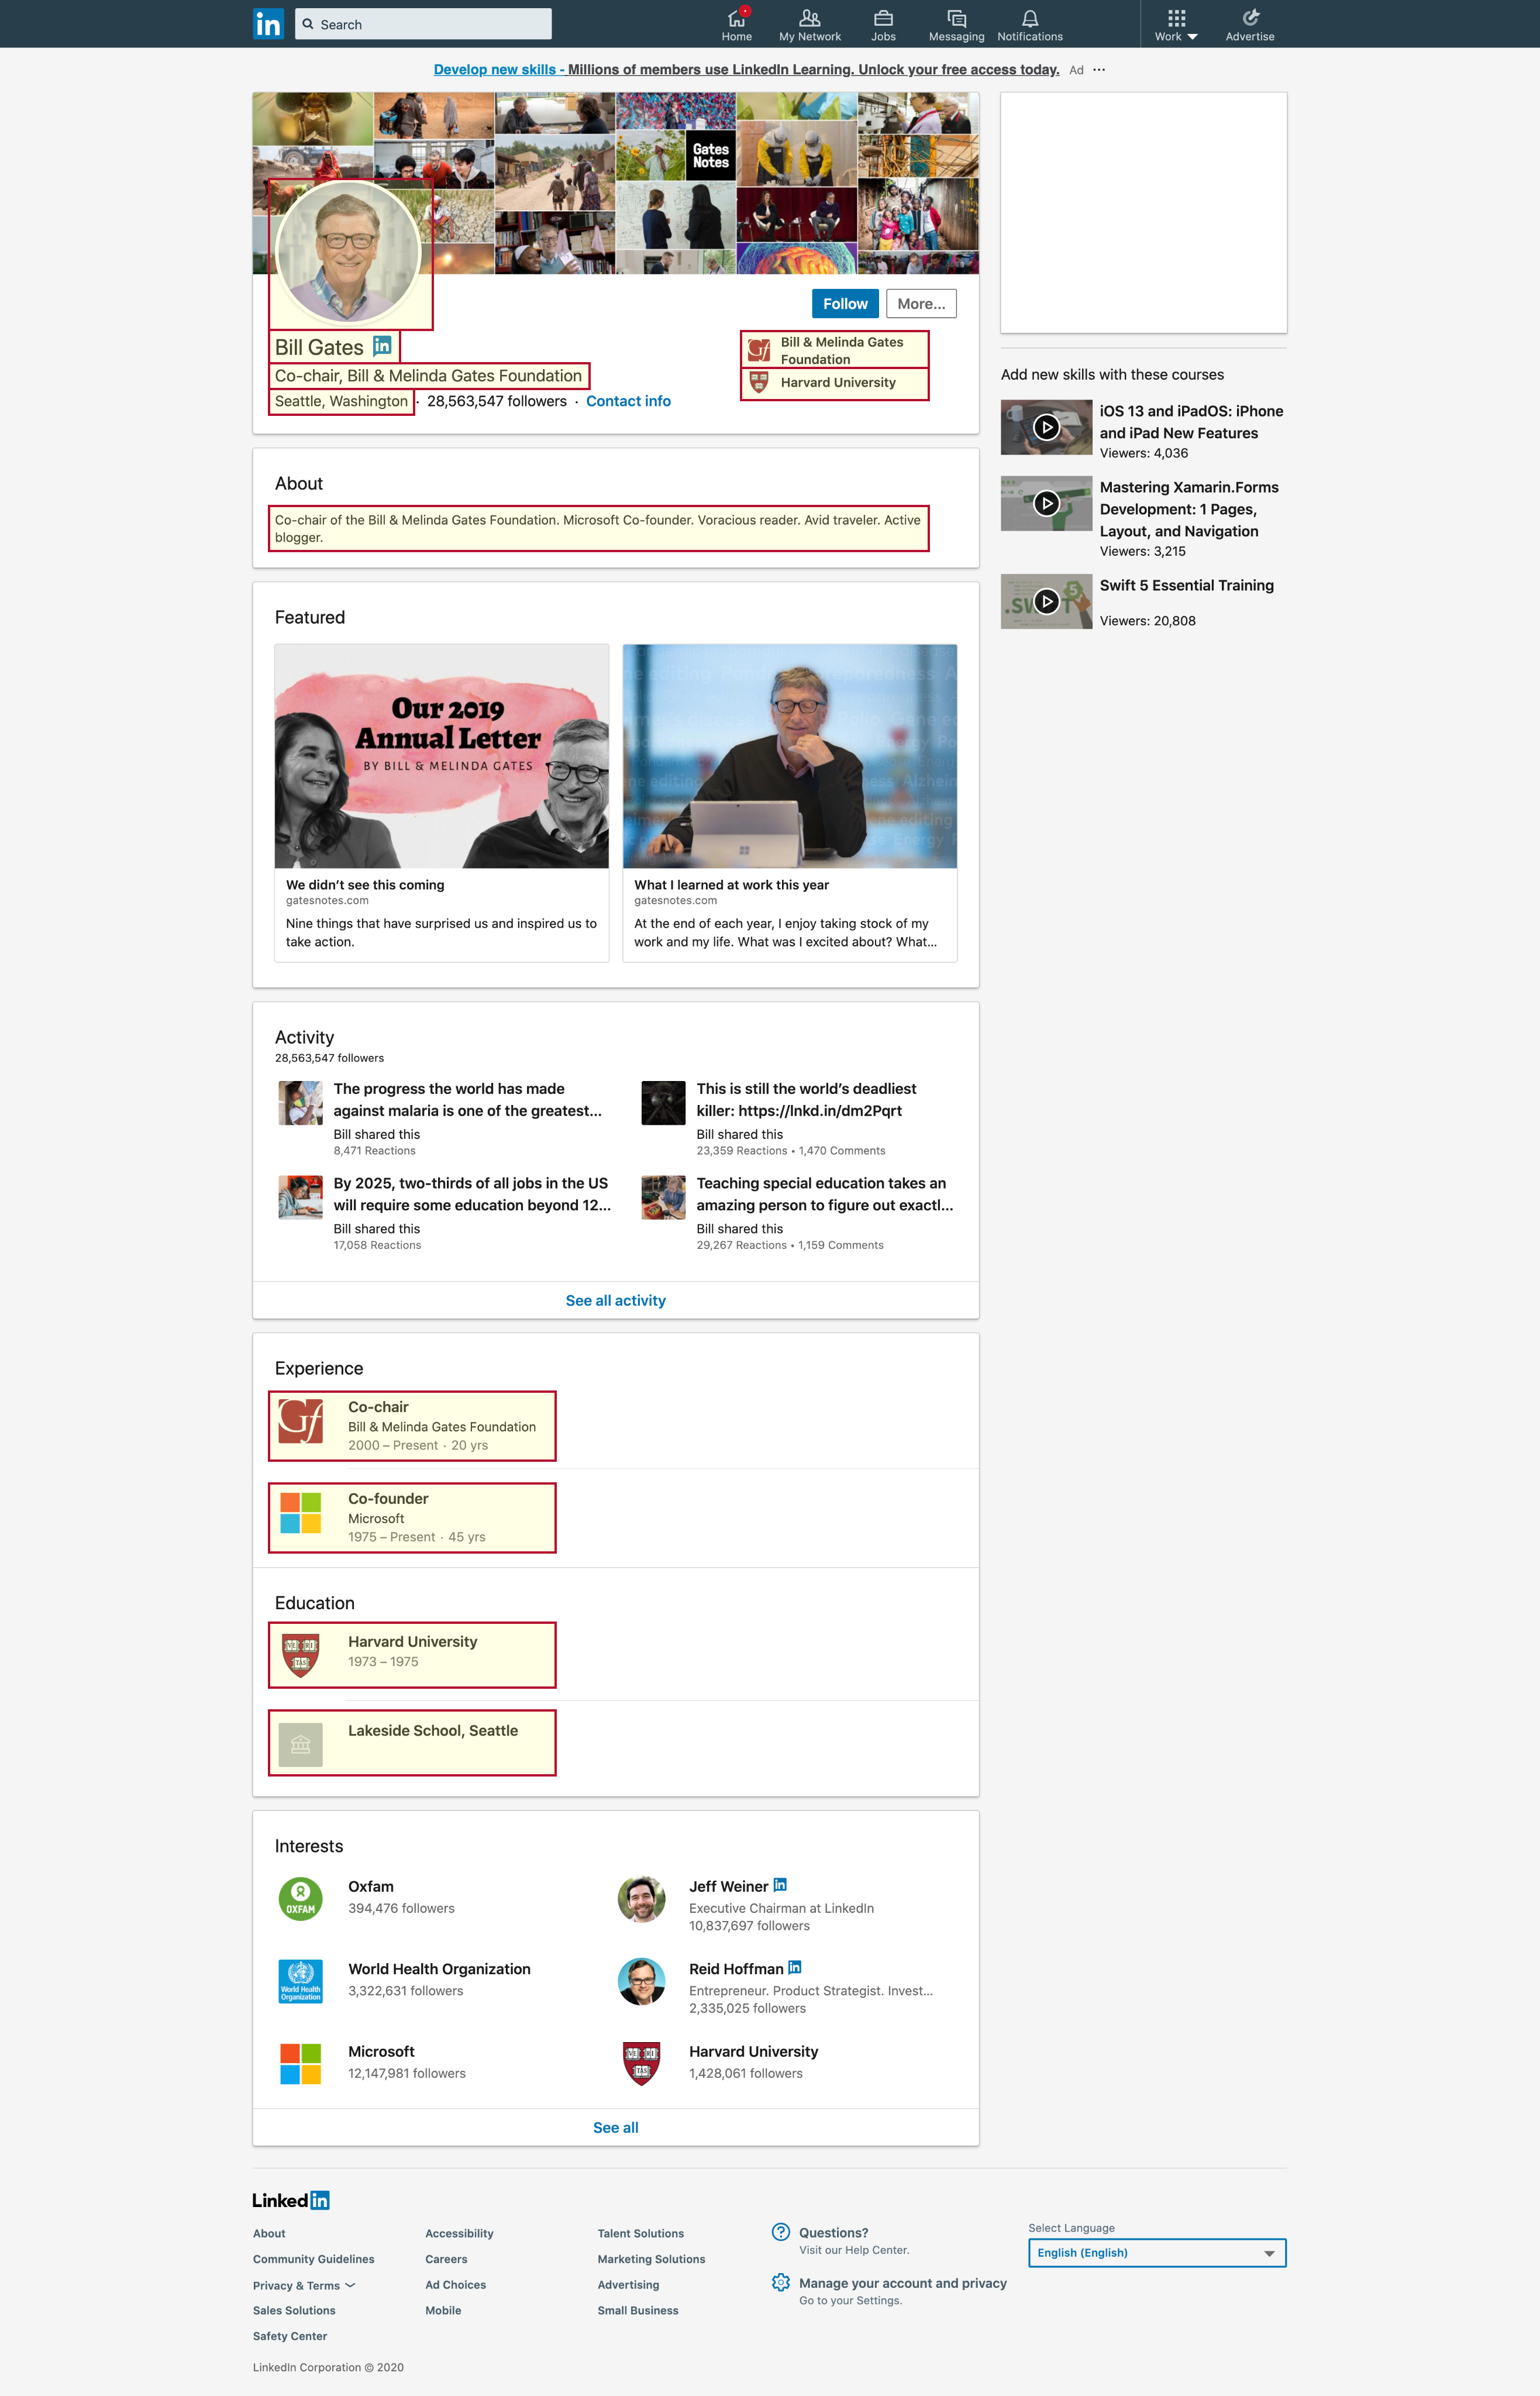 in
Search
Home
My Network
Jobs
Messaging
Notifications
Work
Advertise
Develop new skills - Millions of members use LinkedIn Learning. Unlock your free access today. Ad ···
Gates
Notes
Follow
More...
Bill Gates in
Co-chair, Bill & Melinda Gates Foundation
Seattle, Washington · 28,563,547 followers · Contact info
Gf
Bill & Melinda Gates
Foundation
Harvard University
About
Co-chair of the Bill & Melinda Gates Foundation. Microsoft Co-founder. Voracious reader. Avid traveler. Active
blogger.
Featured
Our 2019
Annual Letter
BY BILL & MELINDA GATES
We didn’t see this coming
gatesnotes.com
Nine things that have surprised us and inspired us to
take action.
What I learned at work this year
gatesnotes.com
At the end of each year, I enjoy taking stock of my
work and my life. What was I excited about? What...
Activity
28,563,547 followers
The progress the world has made
against malaria is one of the greatest...
Bill shared this
8,471 Reactions
This is still the world’s deadliest
killer: https://lnkd.in/dm2Pqrt
Bill shared this
23,359 Reactions • 1,470 Comments
By 2025, two-thirds of all jobs in the US
will require some education beyond 12...
Bill shared this
17,058 Reactions
Teaching special education takes an
amazing person to figure out exactl...
Bill shared this
29,267 Reactions • 1,159 Comments
See all activity
Experience
Gf
Co-chair
Bill & Melinda Gates Foundation
2000 – Present · 20 yrs
Co-founder
Microsoft
1975 – Present · 45 yrs
Education
VE RI
TAS
Harvard University
1973 – 1975
Lakeside School, Seattle
Interests
OXFAM
Oxfam
394,476 followers
Jeff Weiner in
Executive Chairman at LinkedIn
10,837,697 followers
World Health
Organization
World Health Organization
3,322,631 followers
Reid Hoffman in
Entrepreneur. Product Strategist. Invest...
2,335,025 followers
Microsoft
12,147,981 followers
VE RI
TAS
Harvard University
1,428,061 followers
See all
Add new skills with these courses
iOS 13 and iPadOS: iPhone
and iPad New Features
Viewers: 4,036
Mastering Xamarin.Forms
Development: 1 Pages,
Layout, and Navigation
Viewers: 3,215
5
Swift 5 Essential Training
Viewers: 20,808
Linked in
About
Community Guidelines
Privacy & Terms
Sales Solutions
Safety Center
Accessibility
Careers
Ad Choices
Mobile
Talent Solutions
Marketing Solutions
Advertising
Small Business
Questions?
Visit our Help Center.
Manage your account and privacy
Go to your Settings.
Select Language
English (English)
LinkedIn Corporation © 2020